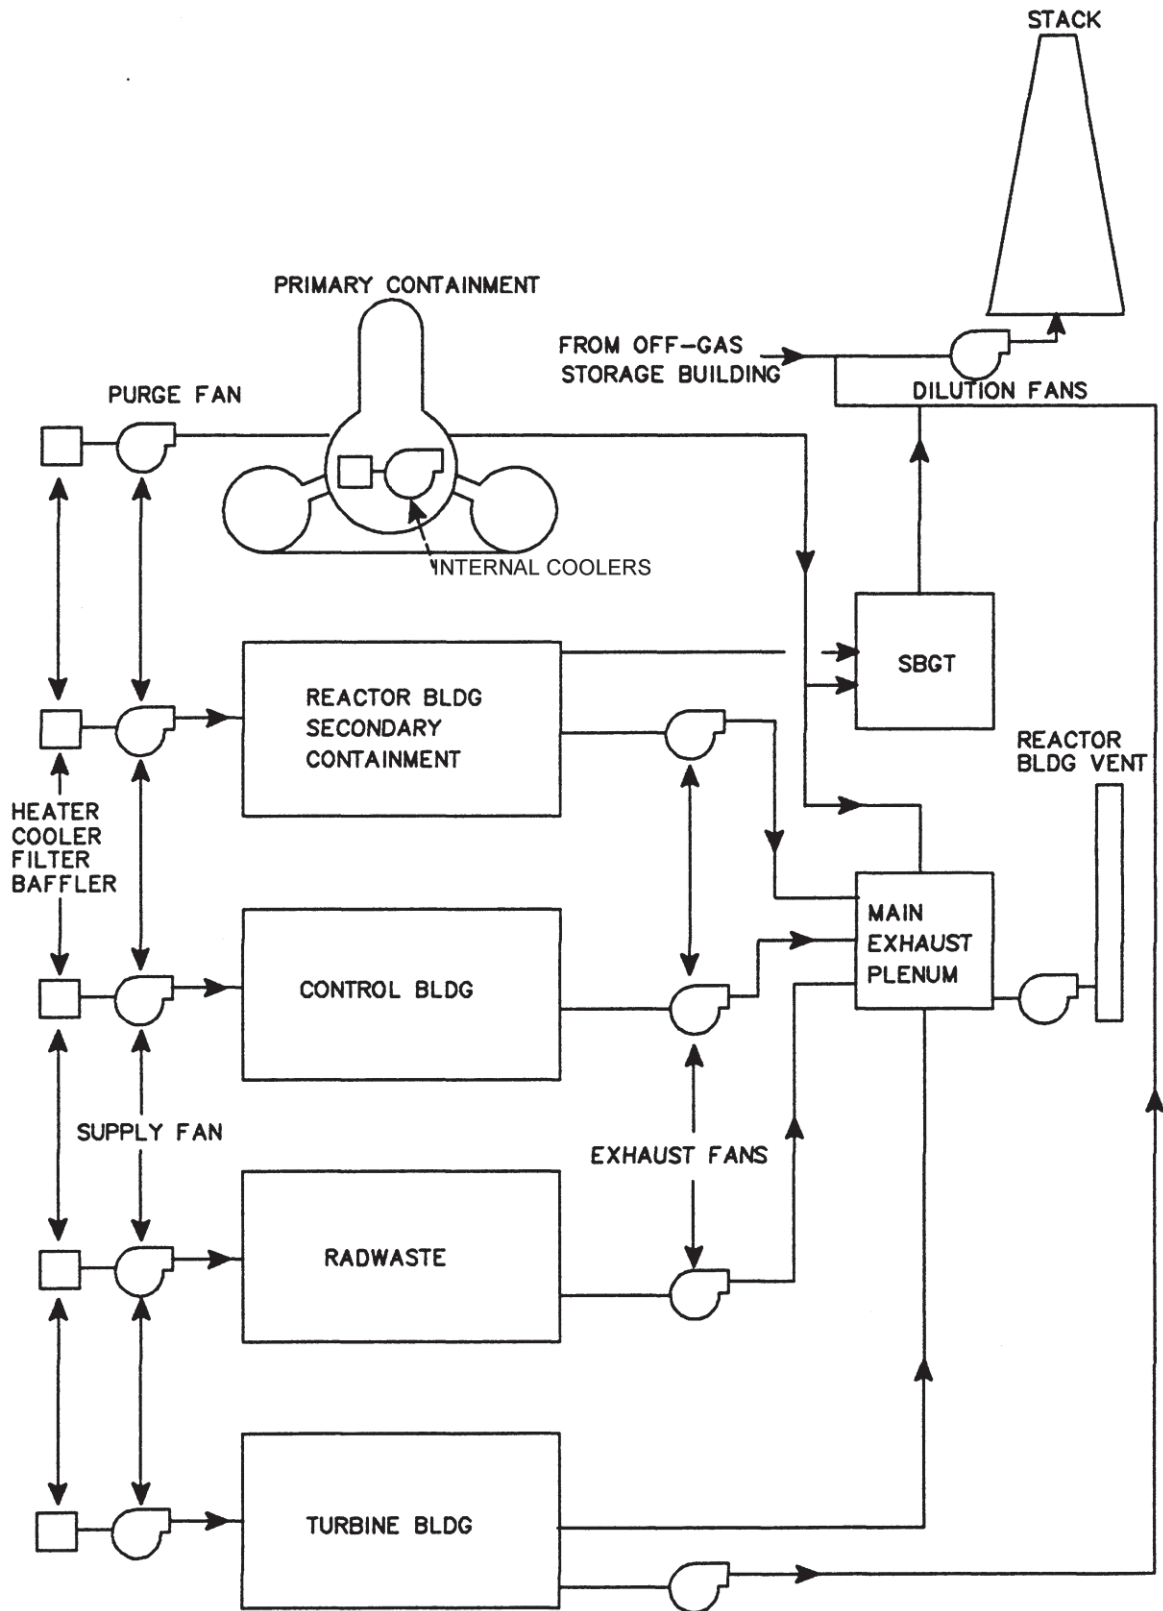 STACK
PRIMARY CONTAINMENT
FROM OFF-GAS
STORAGE BUILDING
PURGE FAN
DILUTION FANS
INTERNAL COOLERS
SBGT
REACTOR BLDG
SECONDARY
CONTAINMENT
REACTOR
BLDG VENT
HEATER
COOLER
FILTER
BAFFLER
MAIN
EXHAUST
PLENUM
CONTROL BLDG
SUPPLY FAN
EXHAUST FANS
RADWASTE
TURBINE BLDG